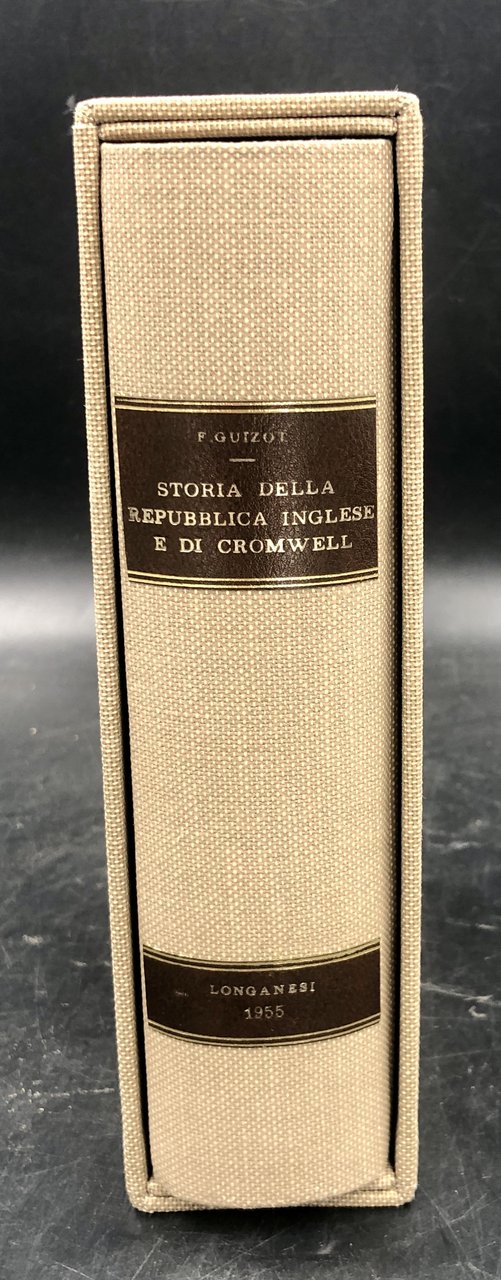 F. GUIZOT
STORIA DELLA
REPUBBLICA INGLESE
E DI CROMWELL
LONGANESI
1955